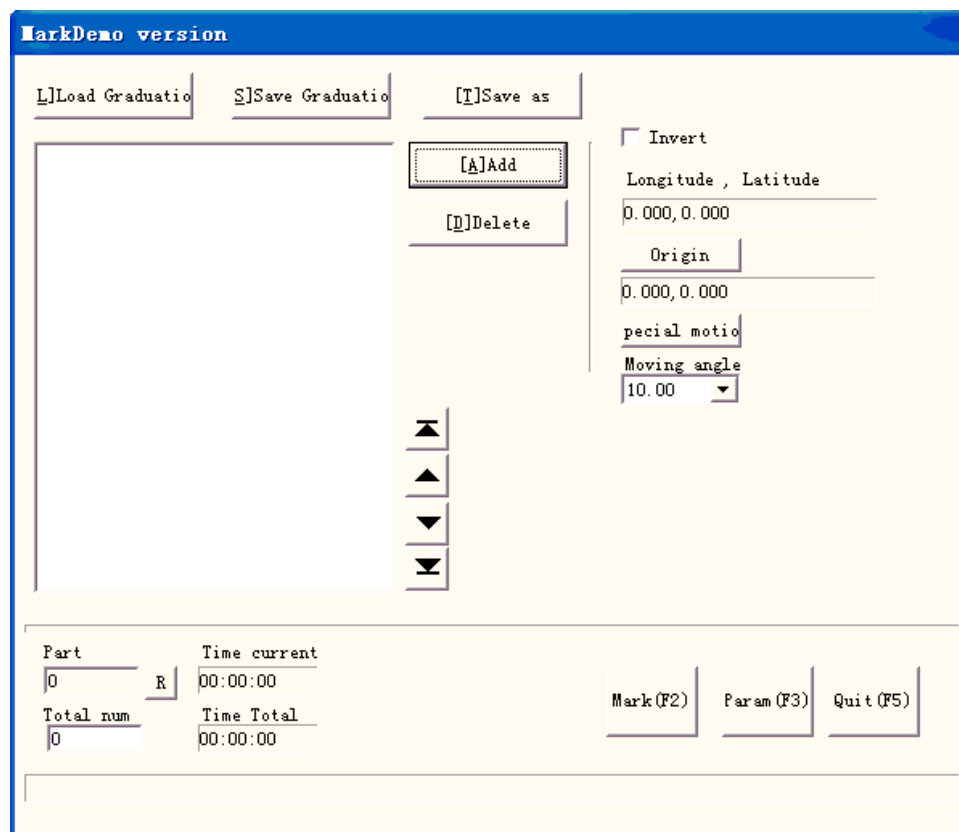 MarkDemo version
L]Load Graduatio
S]Save Graduatio
[T]Save as
[A]Add
[D]Delete
Invert
Longitude , Latitude
0.000,0.000
Origin
0.000,0.000
pecial motio
Moving angle
10.00
Part
0
R
Time current
00:00:00
Total num
0
Time Total
00:00:00
Mark(F2)
Param(F3)
Quit(F5)